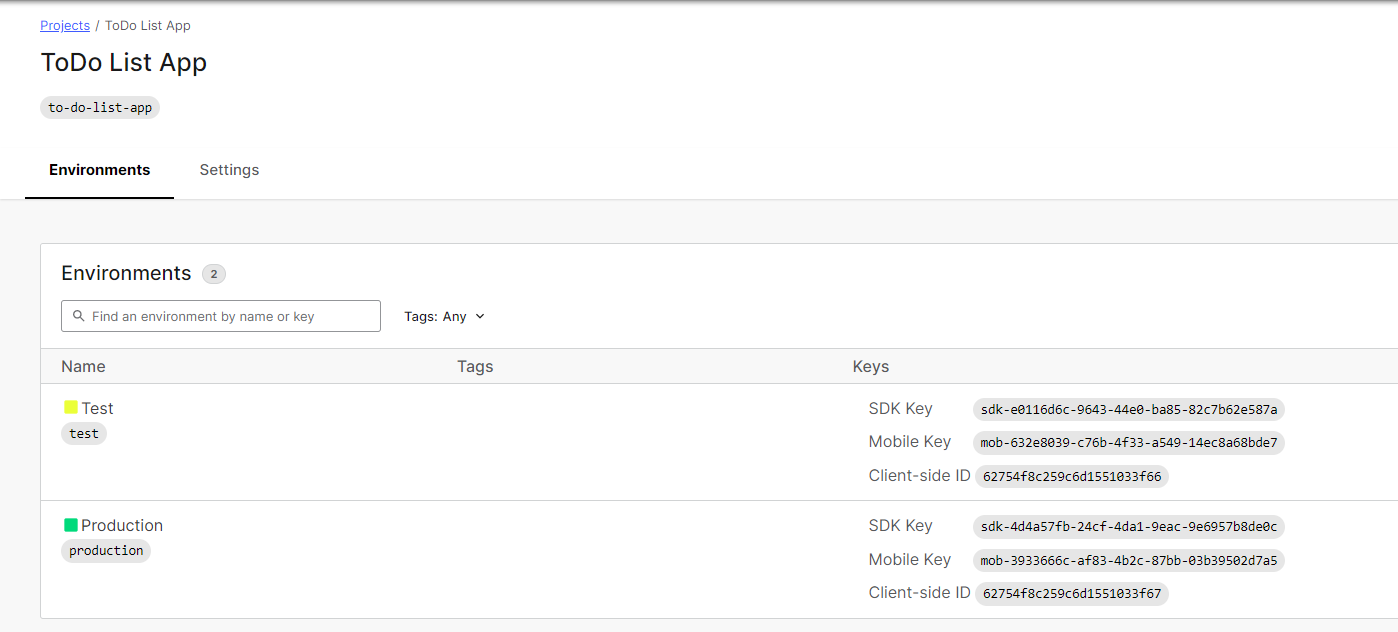 Projects / ToDo List App
ToDo List App
to-do-list-app
Environments Settings
Environments 2
Find an environment by name or key Tags: Any
Name Tags Keys
Test SDK Key sdk-e0116d6c-9643-44e0-ba85-82c7b62e587a
test
Mobile Key mob-632e8039-c76b-4f33-a549-14ec8a68bde7
Client-side ID 62754f8c259c6d1551033f66
Production SDK Key sdk-4d4a57fb-24cf-4da1-9eac-9e6957b8de0c
production
Mobile Key mob-3933666c-af83-4b2c-87bb-03b39502d7a5
Client-side ID 62754f8c259c6d1551033f67